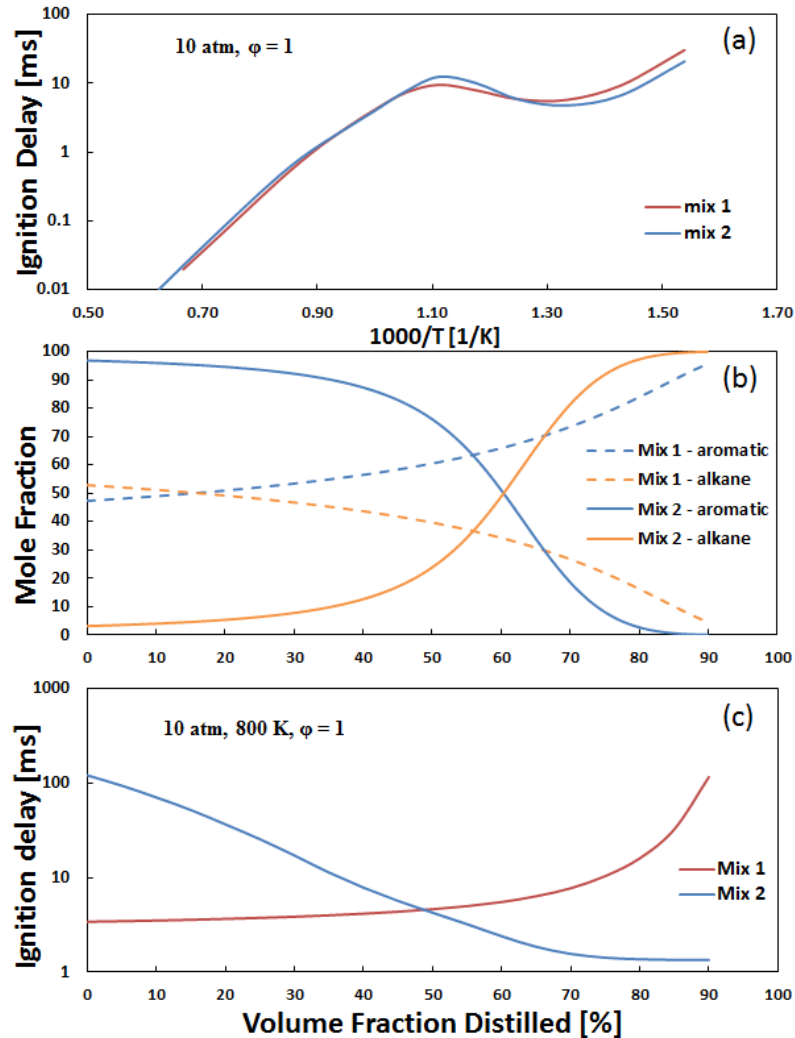 100
10 atm, φ = 1
(a)
Ignition Delay [ms]
10
1
0.1
0.01
mix 1
mix 2
0.50
0.70
0.90
1.10
1.30
1.50
1.70
1000/T [1/K]
100
90
80
70
60
50
40
30
20
10
0
(b)
Mole Fraction
Mix 1 - aromatic
Mix 1 - alkane
Mix 2 - aromatic
Mix 2 - alkane
0
10
20
30
40
50
60
70
80
90
100
1000
10 atm, 800 K, φ = 1
(c)
Ignition delay [ms]
100
10
1
Mix 1
Mix 2
0
10
20
30
40
50
60
70
80
90
100
Volume Fraction Distilled [%]